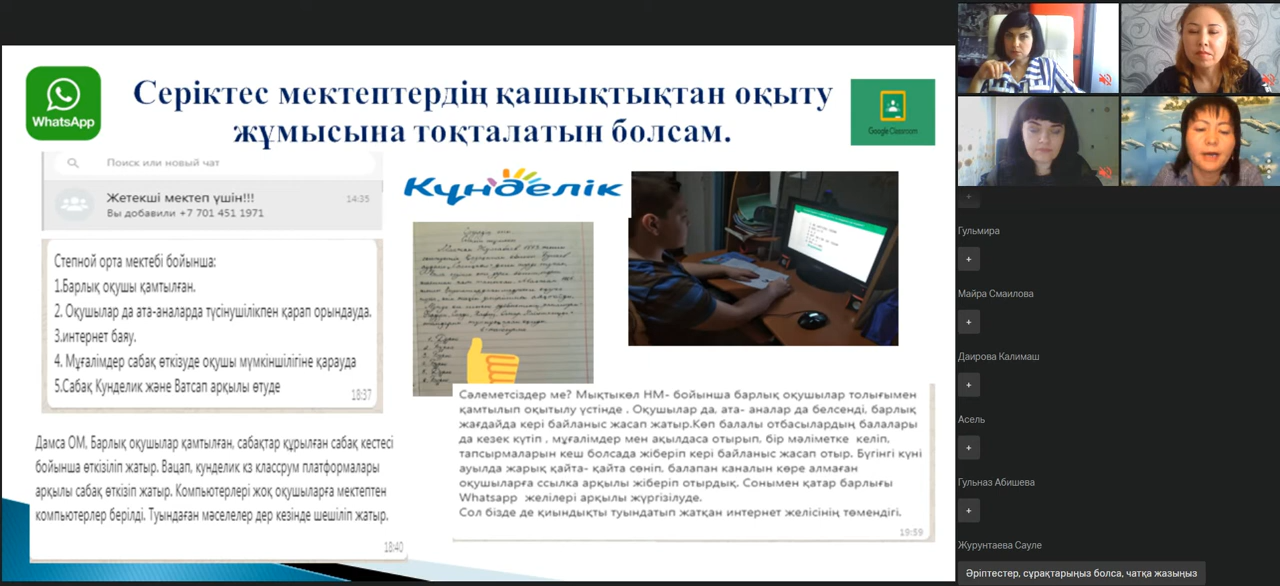 WhatsApp
Серіктес мектептердің қашықтықтан оқыту
жұмысына тоқталатын болсам.
Google Classroom
Поиск или новый чат
Жетекші мектеп үшін!!!
14:35
Вы добавили +7 701 451 1971
Күнделік
Степной орта мектебі бойынша:
1.Барлық оқушы қамтылған.
2. Оқушылар да ата-аналарда түсінушілікпен қарап орындауда.
3.интернет баяу.
4. Мұғалімдер сабақ өткізуде оқушы мүмкіншілігіне қарауда
5.Сабақ Кунделик және Ватсап арқылы өтуде
18:37
Дамса ОМ, Барлық оқушылар қамтылған, сабақтар құрылған сабақ кестесі
бойынша өткізіліп жатыр. Вацап, кунделик кз классрум платформалары
арқылы сабақ өткізіп жатыр. Компьютерлері жоқ оқушыларға мектептен
компьютерлер берілді. Туындаған мәселелер дер кезінде шешіліп жатыр.
18:40
Сәлеметсіздер ме? Мықтыкөл НМ- бойынша барлық оқушылар толығымен
қамтылып оқытылу үстінде . Оқушылар да, ата- аналар да белсенді, барлық
жағдайда кері байланыс жасап жатыр.Көп балалы отбасылардың балалары
да кезек күтіп , мұғалімдер мен ақылдаса отырып, бір мәліметке  келіп,
тапсырмаларын кеш болсада жіберіп кері байланыс жасап отыр. Бүгінгі күні
ауылда жарық қайта- қайта сөніп, балапан каналын көре алмаған
оқушыларға ссылка арқылы жіберіп отырдық. Сонымен қатар барлығы
Whatsapp  желілері арқылы жүргізілуде.
Сол бізде де қиындықты туындатып жатқан интернет желісінің төмендігі.
19:59
Гульмира
Майра Смаилова
Даирова Калимаш
Асель
Гульназ Абишева
Журунтаева Сауле
Әріптестер, сұрақтарыңыз болса, чатқа жазыңыз